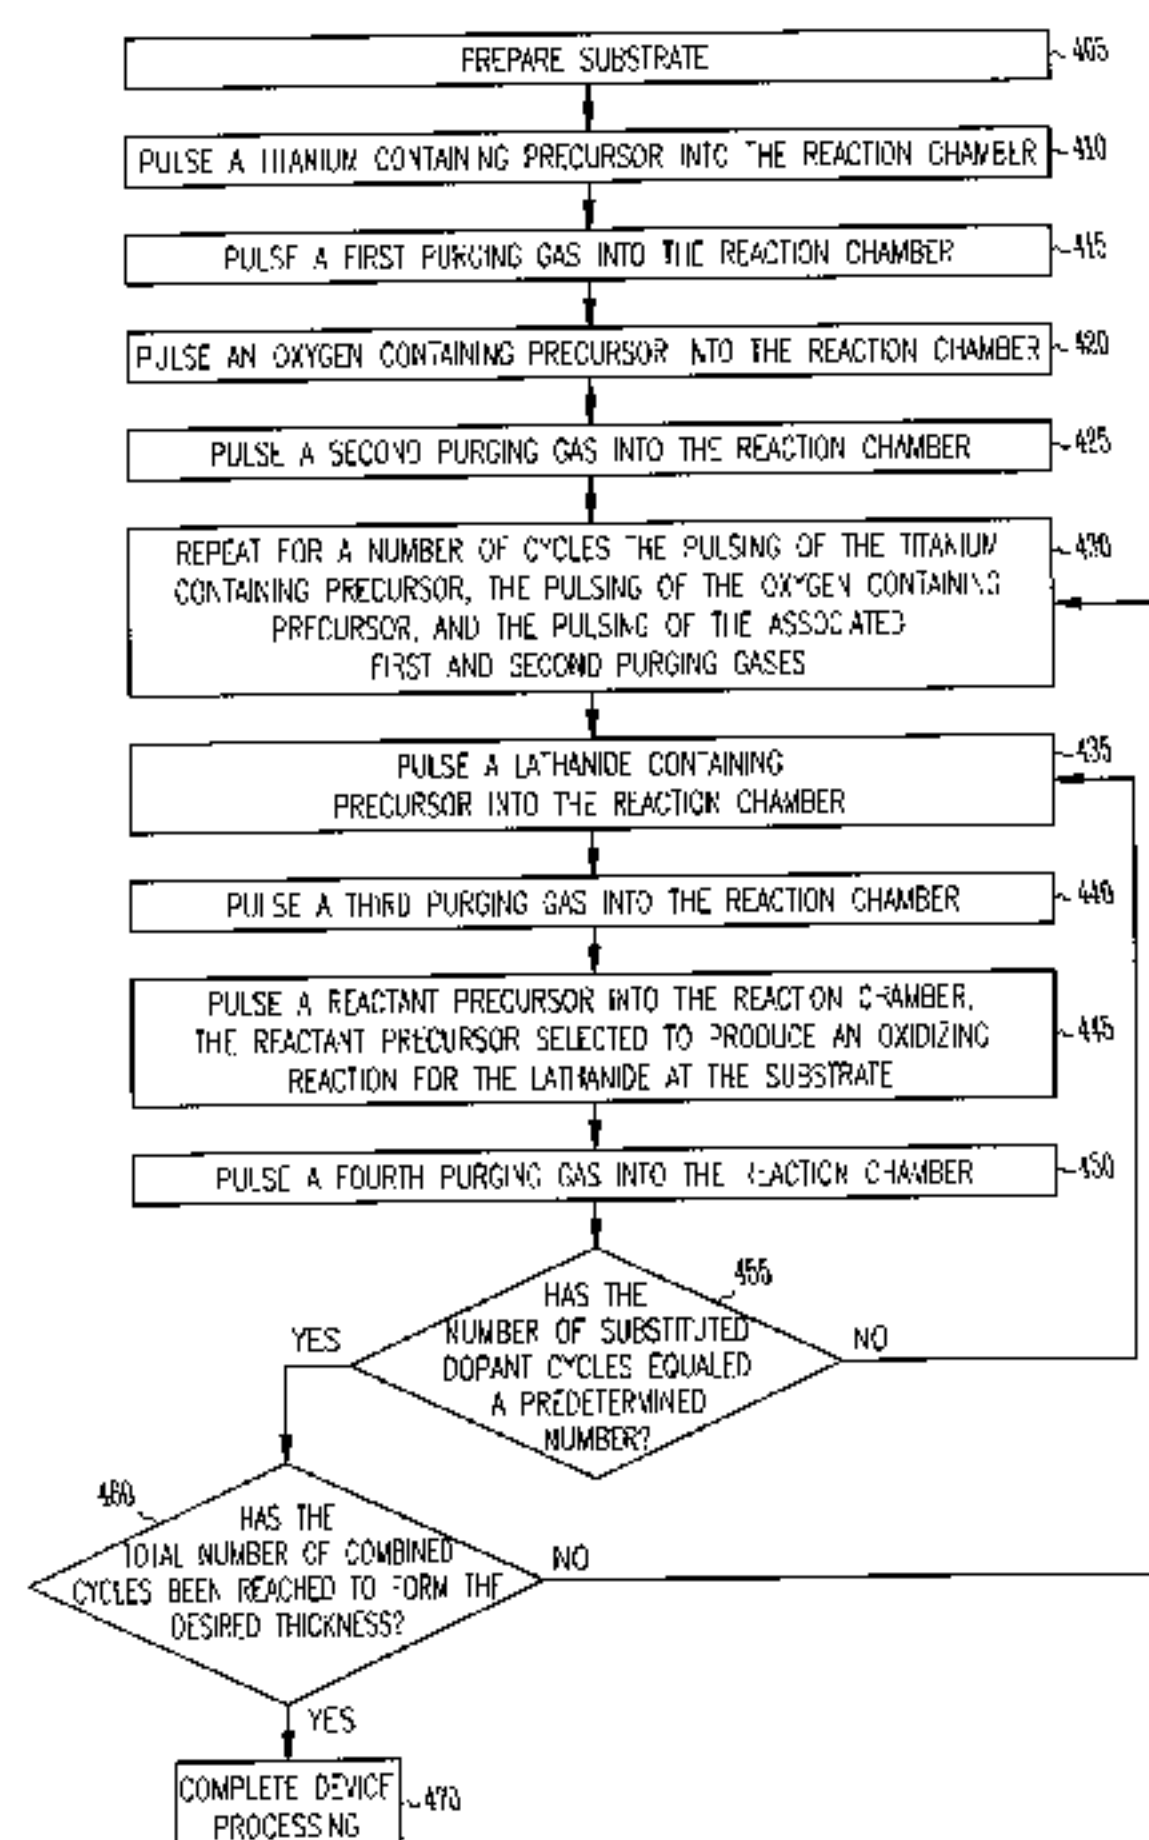 PREPARE SUBSTRATE
405
PULSE A TITANIUM CONTAINING PRECURSOR INTO THE REACTION CHAMBER
410
PULSE A FIRST PURGING GAS INTO THE REACTION CHAMBER
415
PULSE AN OXYGEN CONTAINING PRECURSOR INTO THE REACTION CHAMBER
420
PULSE A SECOND PURGING GAS INTO THE REACTION CHAMBER
425
REPEAT FOR A NUMBER OF CYCLES THE PULSING OF THE TITANIUM
CONTAINING PRECURSOR, THE PULSING OF THE OXYGEN CONTAINING
PRECURSOR, AND THE PULSING OF THE ASSOCIATED
FIRST AND SECOND PURGING GASES
430
PULSE A LATHANIDE CONTAINING
PRECURSOR INTO THE REACTION CHAMBER
435
PULSE A THIRD PURGING GAS INTO THE REACTION CHAMBER
440
PULSE A REACTANT PRECURSOR INTO THE REACTION CHAMBER,
THE REACTANT PRECURSOR SELECTED TO PRODUCE AN OXIDIZING
REACTION FOR THE LATHANIDE AT THE SUBSTRATE
445
PULSE A FOURTH PURGING GAS INTO THE REACTION CHAMBER
450
455
HAS THE
NUMBER OF SUBSTITUTED
DOPANT CYCLES EQUALED
A PREDETERMINED
NUMBER?
YES
NO
460
HAS THE
TOTAL NUMBER OF COMBINED
CYCLES BEEN REACHED TO FORM THE
DESIRED THICKNESS?
NO
YES
COMPLETE DEVICE
PROCESSING
470